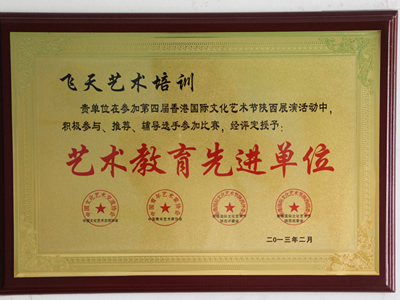 飞天艺术培训
贵单位在参加第四届香港国际文化艺术节陕西展演活动中，
积极参与、推荐、辅导选手参加比赛，经评定授予：
艺术教育先进单位
二〇一三年二月